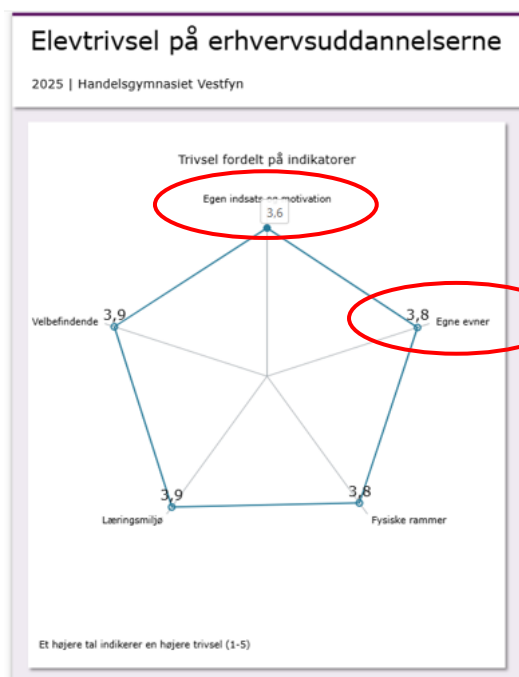 Elevtrivsel på erhvervsuddannelserne
2025 | Handelsgymnasiet Vestfyn
Trivsel fordelt på indikatorer
Egen indsats og motivation
3.6
3,9
3,8
Velbefindende
Egne evner
3,9
3,8
Læringsmiljø
Fysiske rammer
Et højere tal indikerer en højere trivsel (1-5)